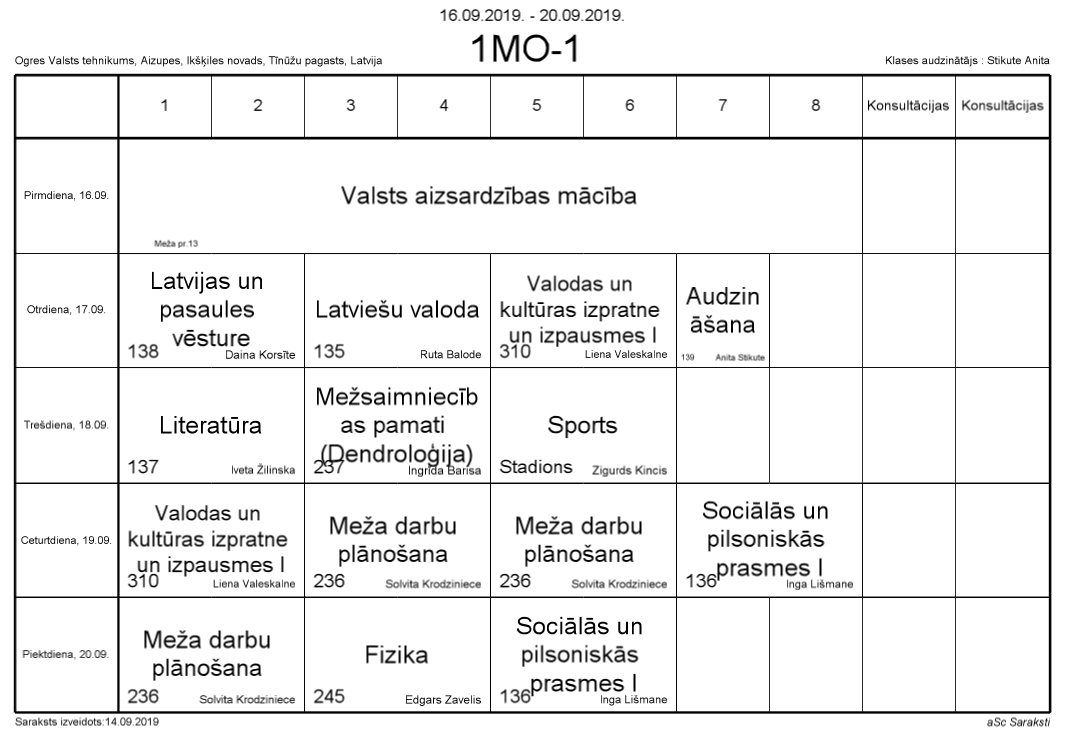 16.09.2019. - 20.09.2019.
1MO-1
Ogres Valsts tehnikums, Aizupes, Ikšķiles novads, Tīnūžu pagasts, Latvija
Klases audzinātājs : Stikute Anita
1 2 3 4 5 6 7 8 Konsultācijas Konsultācijas
Pirmdiena, 16.09.
Valsts aizsardzības mācība
Meža pr.13
Otrdiena, 17.09.
Latvijas un
pasaules
vēsture
138 Daina Korsīte
Latviešu valoda
135 Ruta Balode
Valodas un
kultūras izpratne
un izpausmes I
310 Liena Valeskalne
Audzin
āšana
139 Anita Stikute
Trešdiena, 18.09.
Literatūra
137 Iveta Žilinska
Mežsaimniecīb
as pamati
(Dendroloģija)
237 Ingrīda Barisa
Sports
Stadions Zigurds Kincis
Ceturtdiena, 19.09.
Valodas un
kultūras izpratne
un izpausmes I
310 Liena Valeskalne
Meža darbu
plānošana
236 Solvita Krodziniece
Meža darbu
plānošana
236 Solvita Krodziniece
Sociālās un
pilsoniskās
prasmes I
136 Inga Lišmane
Piektdiena, 20.09.
Meža darbu
plānošana
236 Solvita Krodziniece
Fizika
245 Edgars Zavelis
Sociālās un
pilsoniskās
prasmes I
136 Inga Lišmane
Saraksts izveidots:14.09.2019
aSc Saraksti